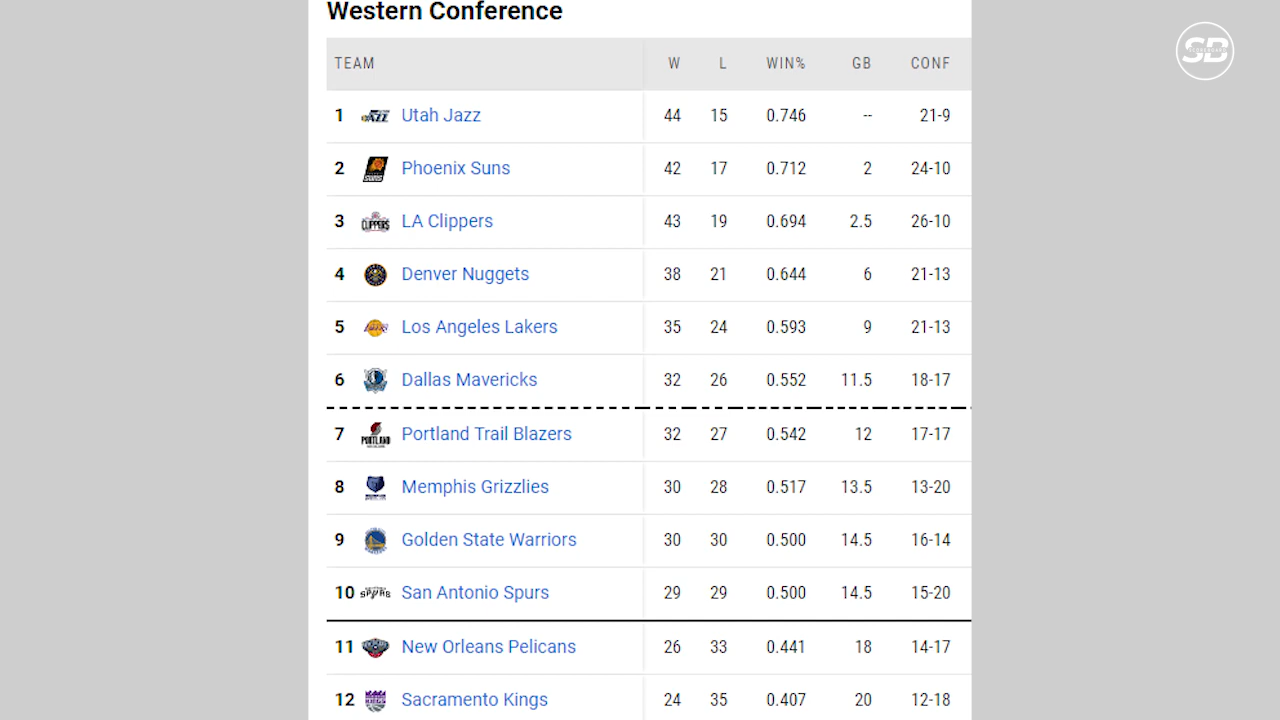 Western Conference
TEAM W L WIN% GB CONF
1 Utah Jazz 44 15 0.746 -- 21-9
2 Phoenix Suns 42 17 0.712 2 24-10
3 LA Clippers 43 19 0.694 2.5 26-10
4 Denver Nuggets 38 21 0.644 6 21-13
5 Los Angeles Lakers 35 24 0.593 9 21-13
6 Dallas Mavericks 32 26 0.552 11.5 18-17
7 Portland Trail Blazers 32 27 0.542 12 17-17
8 Memphis Grizzlies 30 28 0.517 13.5 13-20
9 Golden State Warriors 30 30 0.500 14.5 16-14
10 San Antonio Spurs 29 29 0.500 14.5 15-20
11 New Orleans Pelicans 26 33 0.441 18 14-17
12 Sacramento Kings 24 35 0.407 20 12-18
SB